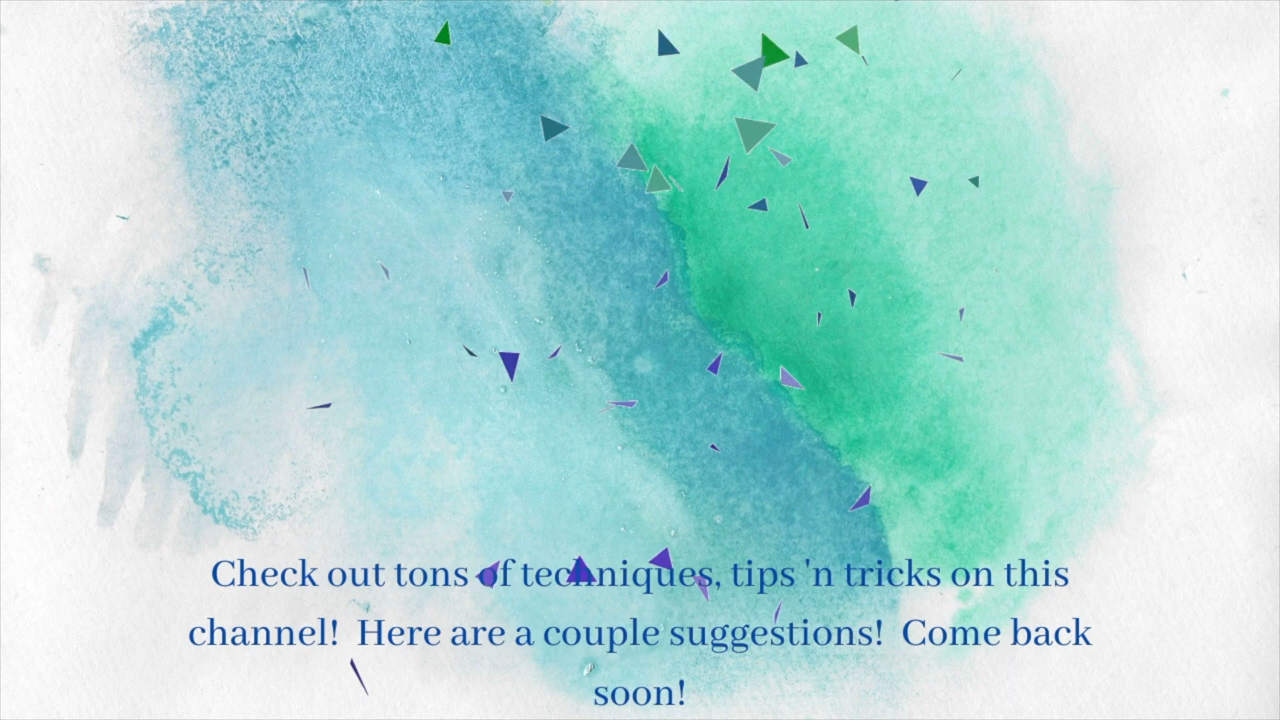 Check out tons of techniques, tips 'n tricks on this
channel!  Here are a couple suggestions!  Come back
soon!